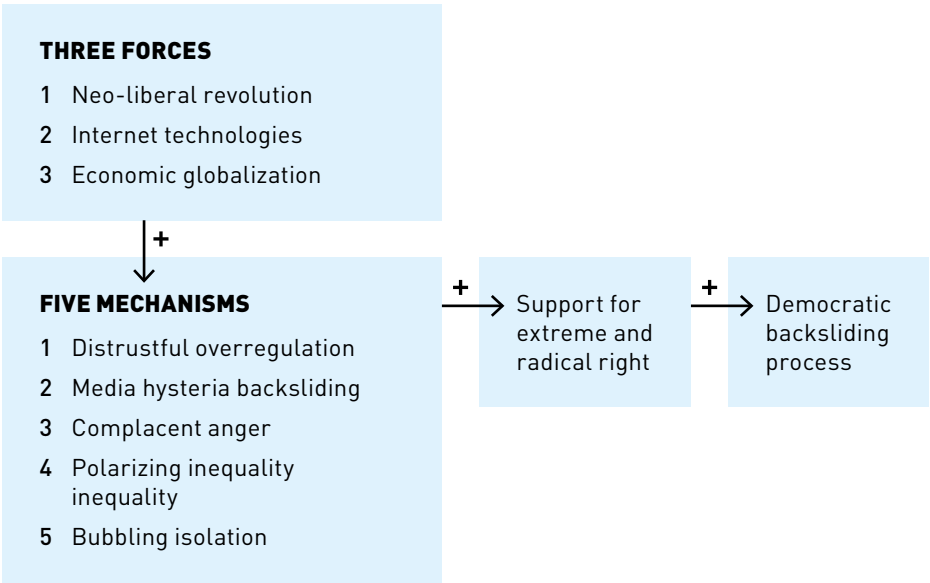 THREE FORCES
1 Neo-liberal revolution
2 Internet technologies
3 Economic globalization
+
FIVE MECHANISMS
1 Distrustful overregulation
2 Media hysteria backsliding
3 Complacent anger
4 Polarizing inequality
inequality
5 Bubbling isolation
+
Support for
extreme and
radical right
+
Democratic
backsliding
process